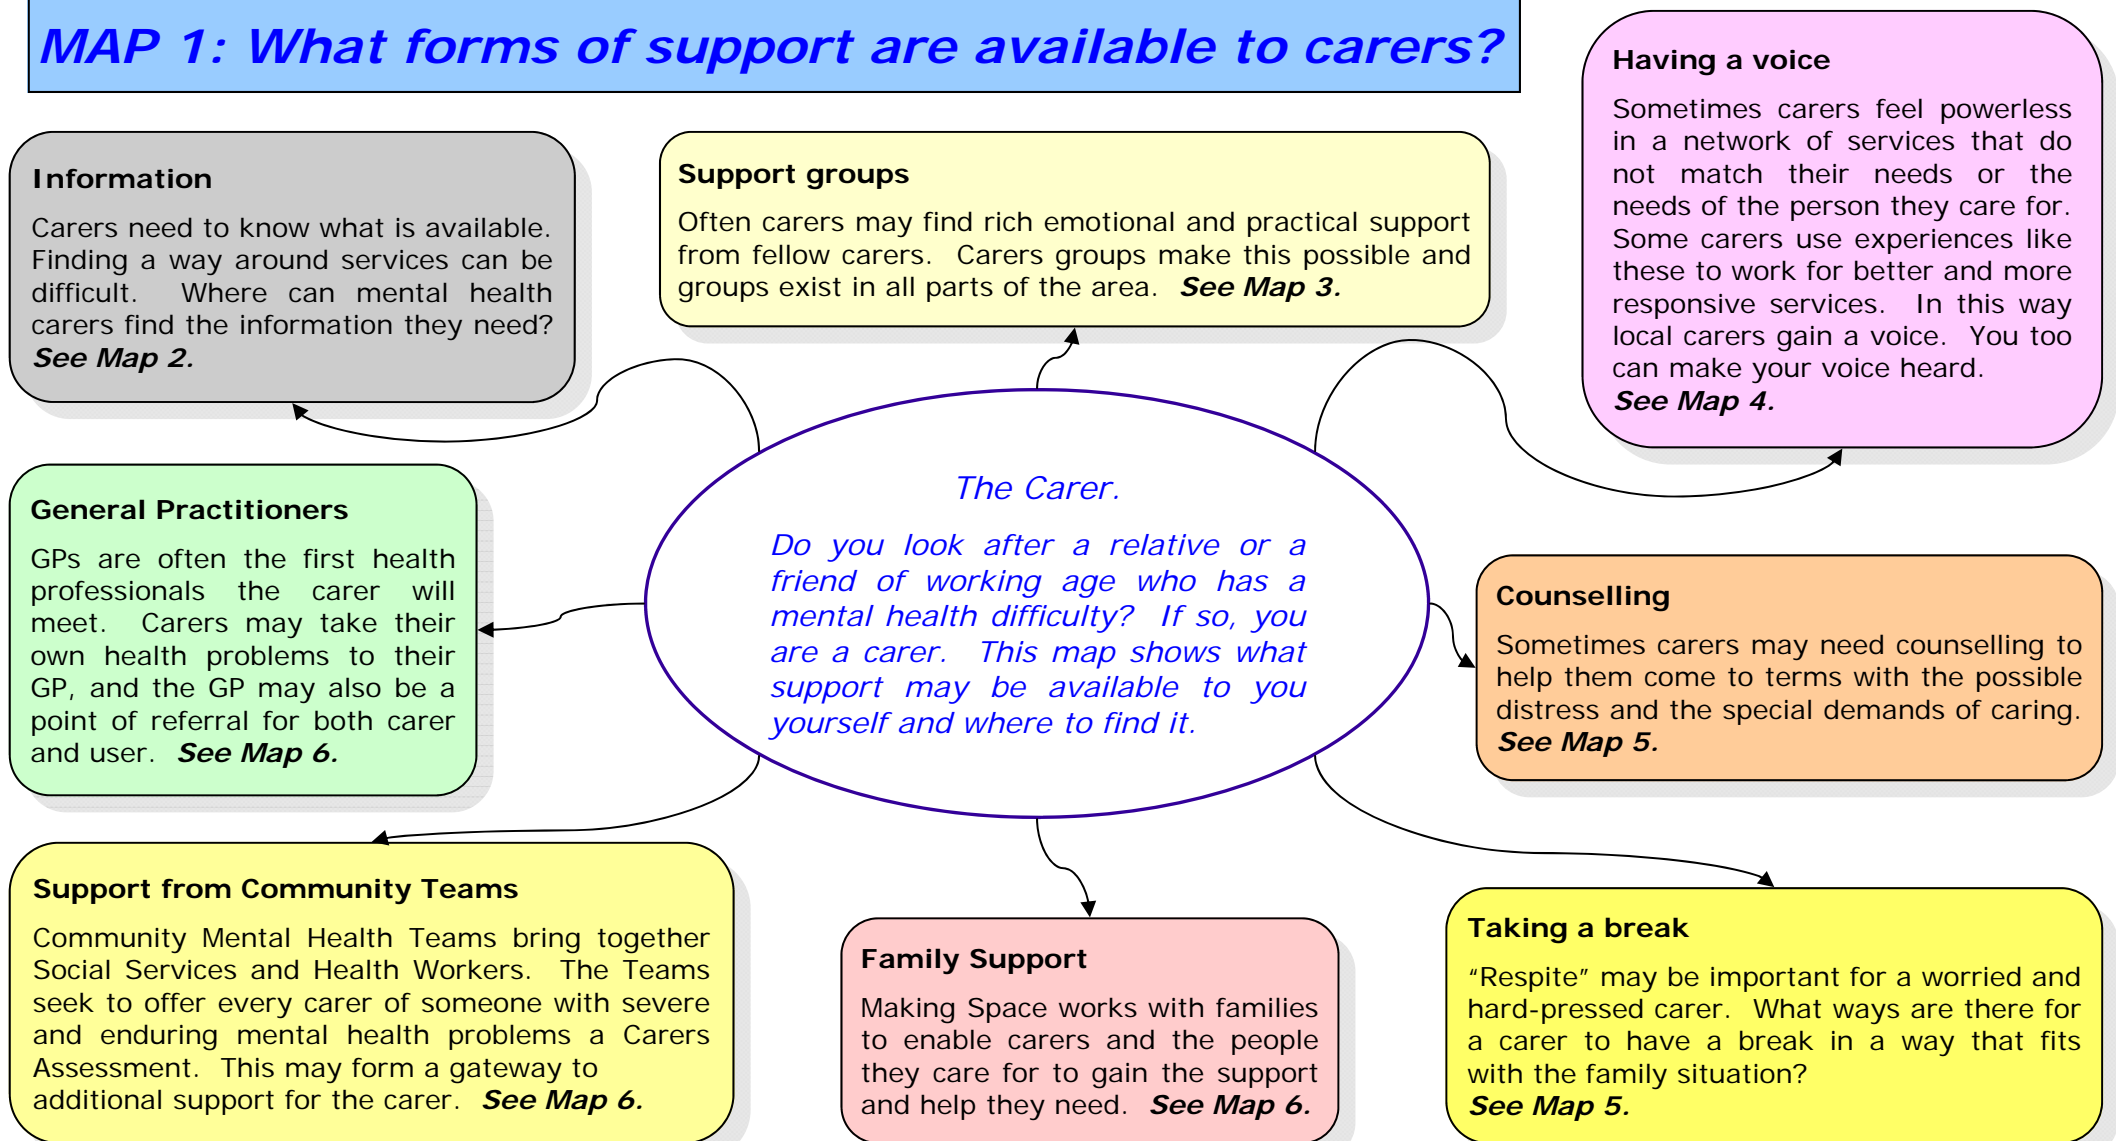 MAP 1: What forms of support are available to carers?
Information
Carers need to know what is available.
Finding a way around services can be
difficult. Where can mental health
carers find the information they need?
See Map 2.
Support groups
Often carers may find rich emotional and practical support
from fellow carers. Carers groups make this possible and
groups exist in all parts of the area. See Map 3.
Having a voice
Sometimes carers feel powerless
in a network of services that do
not match their needs or the
needs of the person they care for.
Some carers use experiences like
these to work for better and more
responsive services. In this way
local carers gain a voice. You too
can make your voice heard.
See Map 4.
General Practitioners
GPs are often the first health
professionals the carer will
meet. Carers may take their
own health problems to their
GP, and the GP may also be a
point of referral for both carer
and user. See Map 6.
The Carer.
Do you look after a relative or a
friend of working age who has a
mental health difficulty? If so, you
are a carer. This map shows what
support may be available to you
yourself and where to find it.
Counselling
Sometimes carers may need counselling to
help them come to terms with the possible
distress and the special demands of caring.
See Map 5.
Support from Community Teams
Community Mental Health Teams bring together
Social Services and Health Workers. The Teams
seek to offer every carer of someone with severe
and enduring mental health problems a Carers
Assessment. This may form a gateway to
additional support for the carer. See Map 6.
Family Support
Making Space works with families
to enable carers and the people
they care for to gain the support
and help they need. See Map 6.
Taking a break
“Respite” may be important for a worried and
hard-pressed carer. What ways are there for
a carer to have a break in a way that fits
with the family situation?
See Map 5.